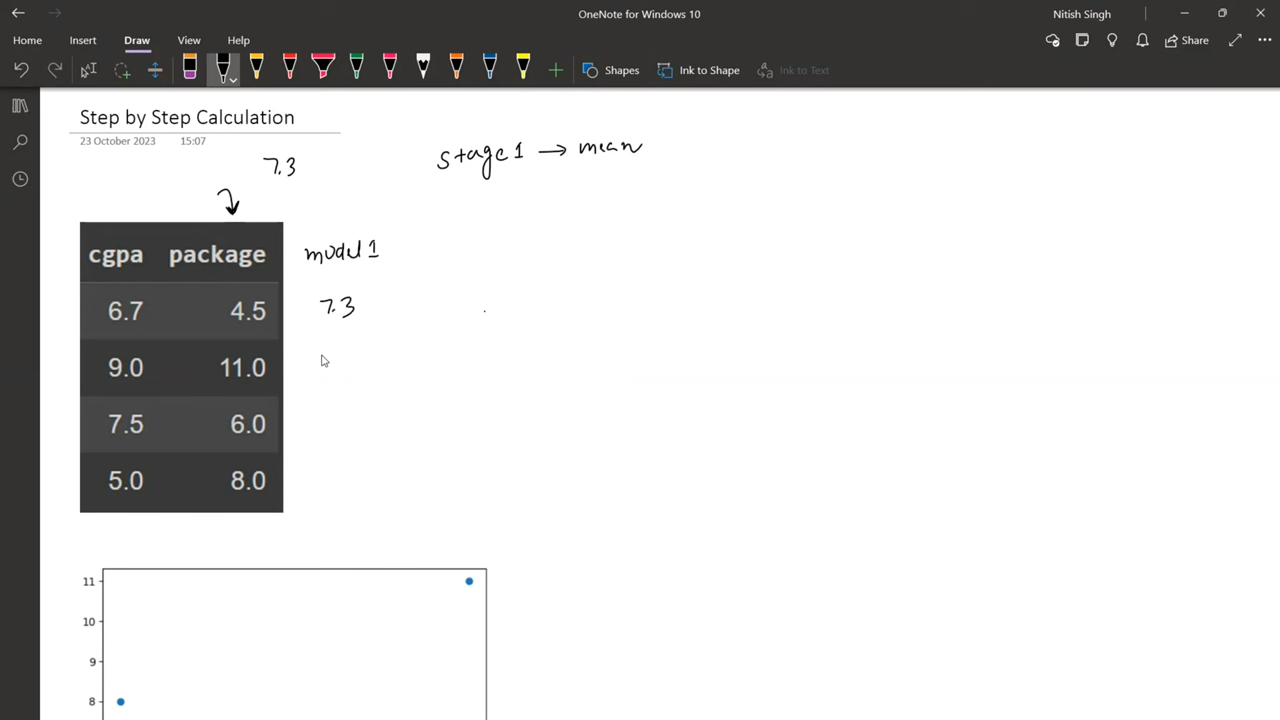 OneNote for Windows 10
Nitish Singh
Home Insert Draw View Help
Share
Shapes Ink to Shape Ink to Text
Step by Step Calculation
23 October 2023 15:07
7.3
Stage 1 → mean
cgpa package
model 1
6.7 4.5
7.3
9.0 11.0
7.5 6.0
5.0 8.0
11
10
9
8